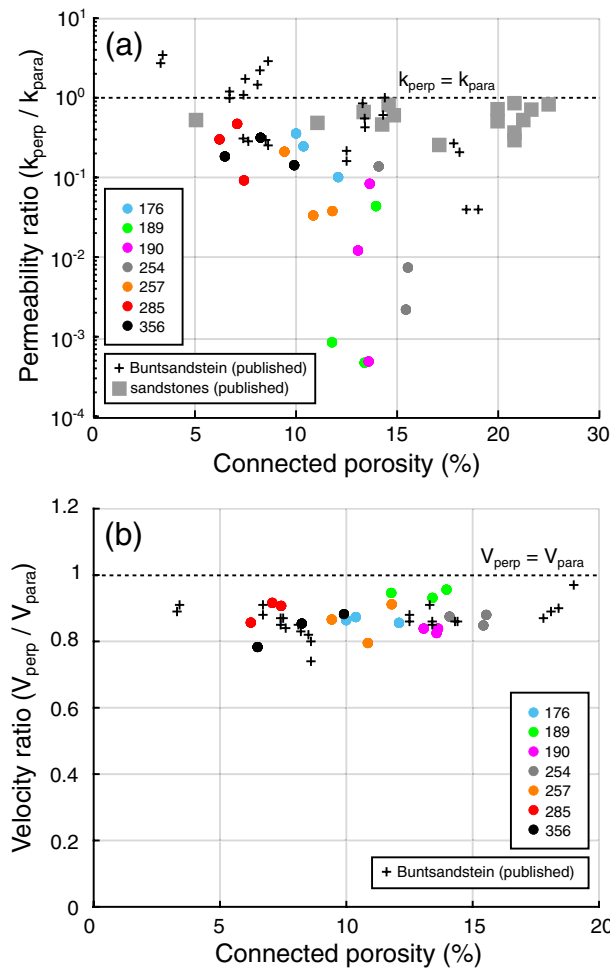 (a)
k_perp = k_para
Permeability ratio (k_perp / k_para)
10^1
10^0
10^-1
10^-2
10^-3
10^-4
176
189
190
254
257
285
356
Buntsandstein (published)
sandstones (published)
0 5 10 15 20 25 30
Connected porosity (%)
(b)
V_perp = V_para
Velocity ratio (V_perp / V_para)
1.2
1
0.8
0.6
0.4
0.2
0
176
189
190
254
257
285
356
Buntsandstein (published)
0 5 10 15 20
Connected porosity (%)